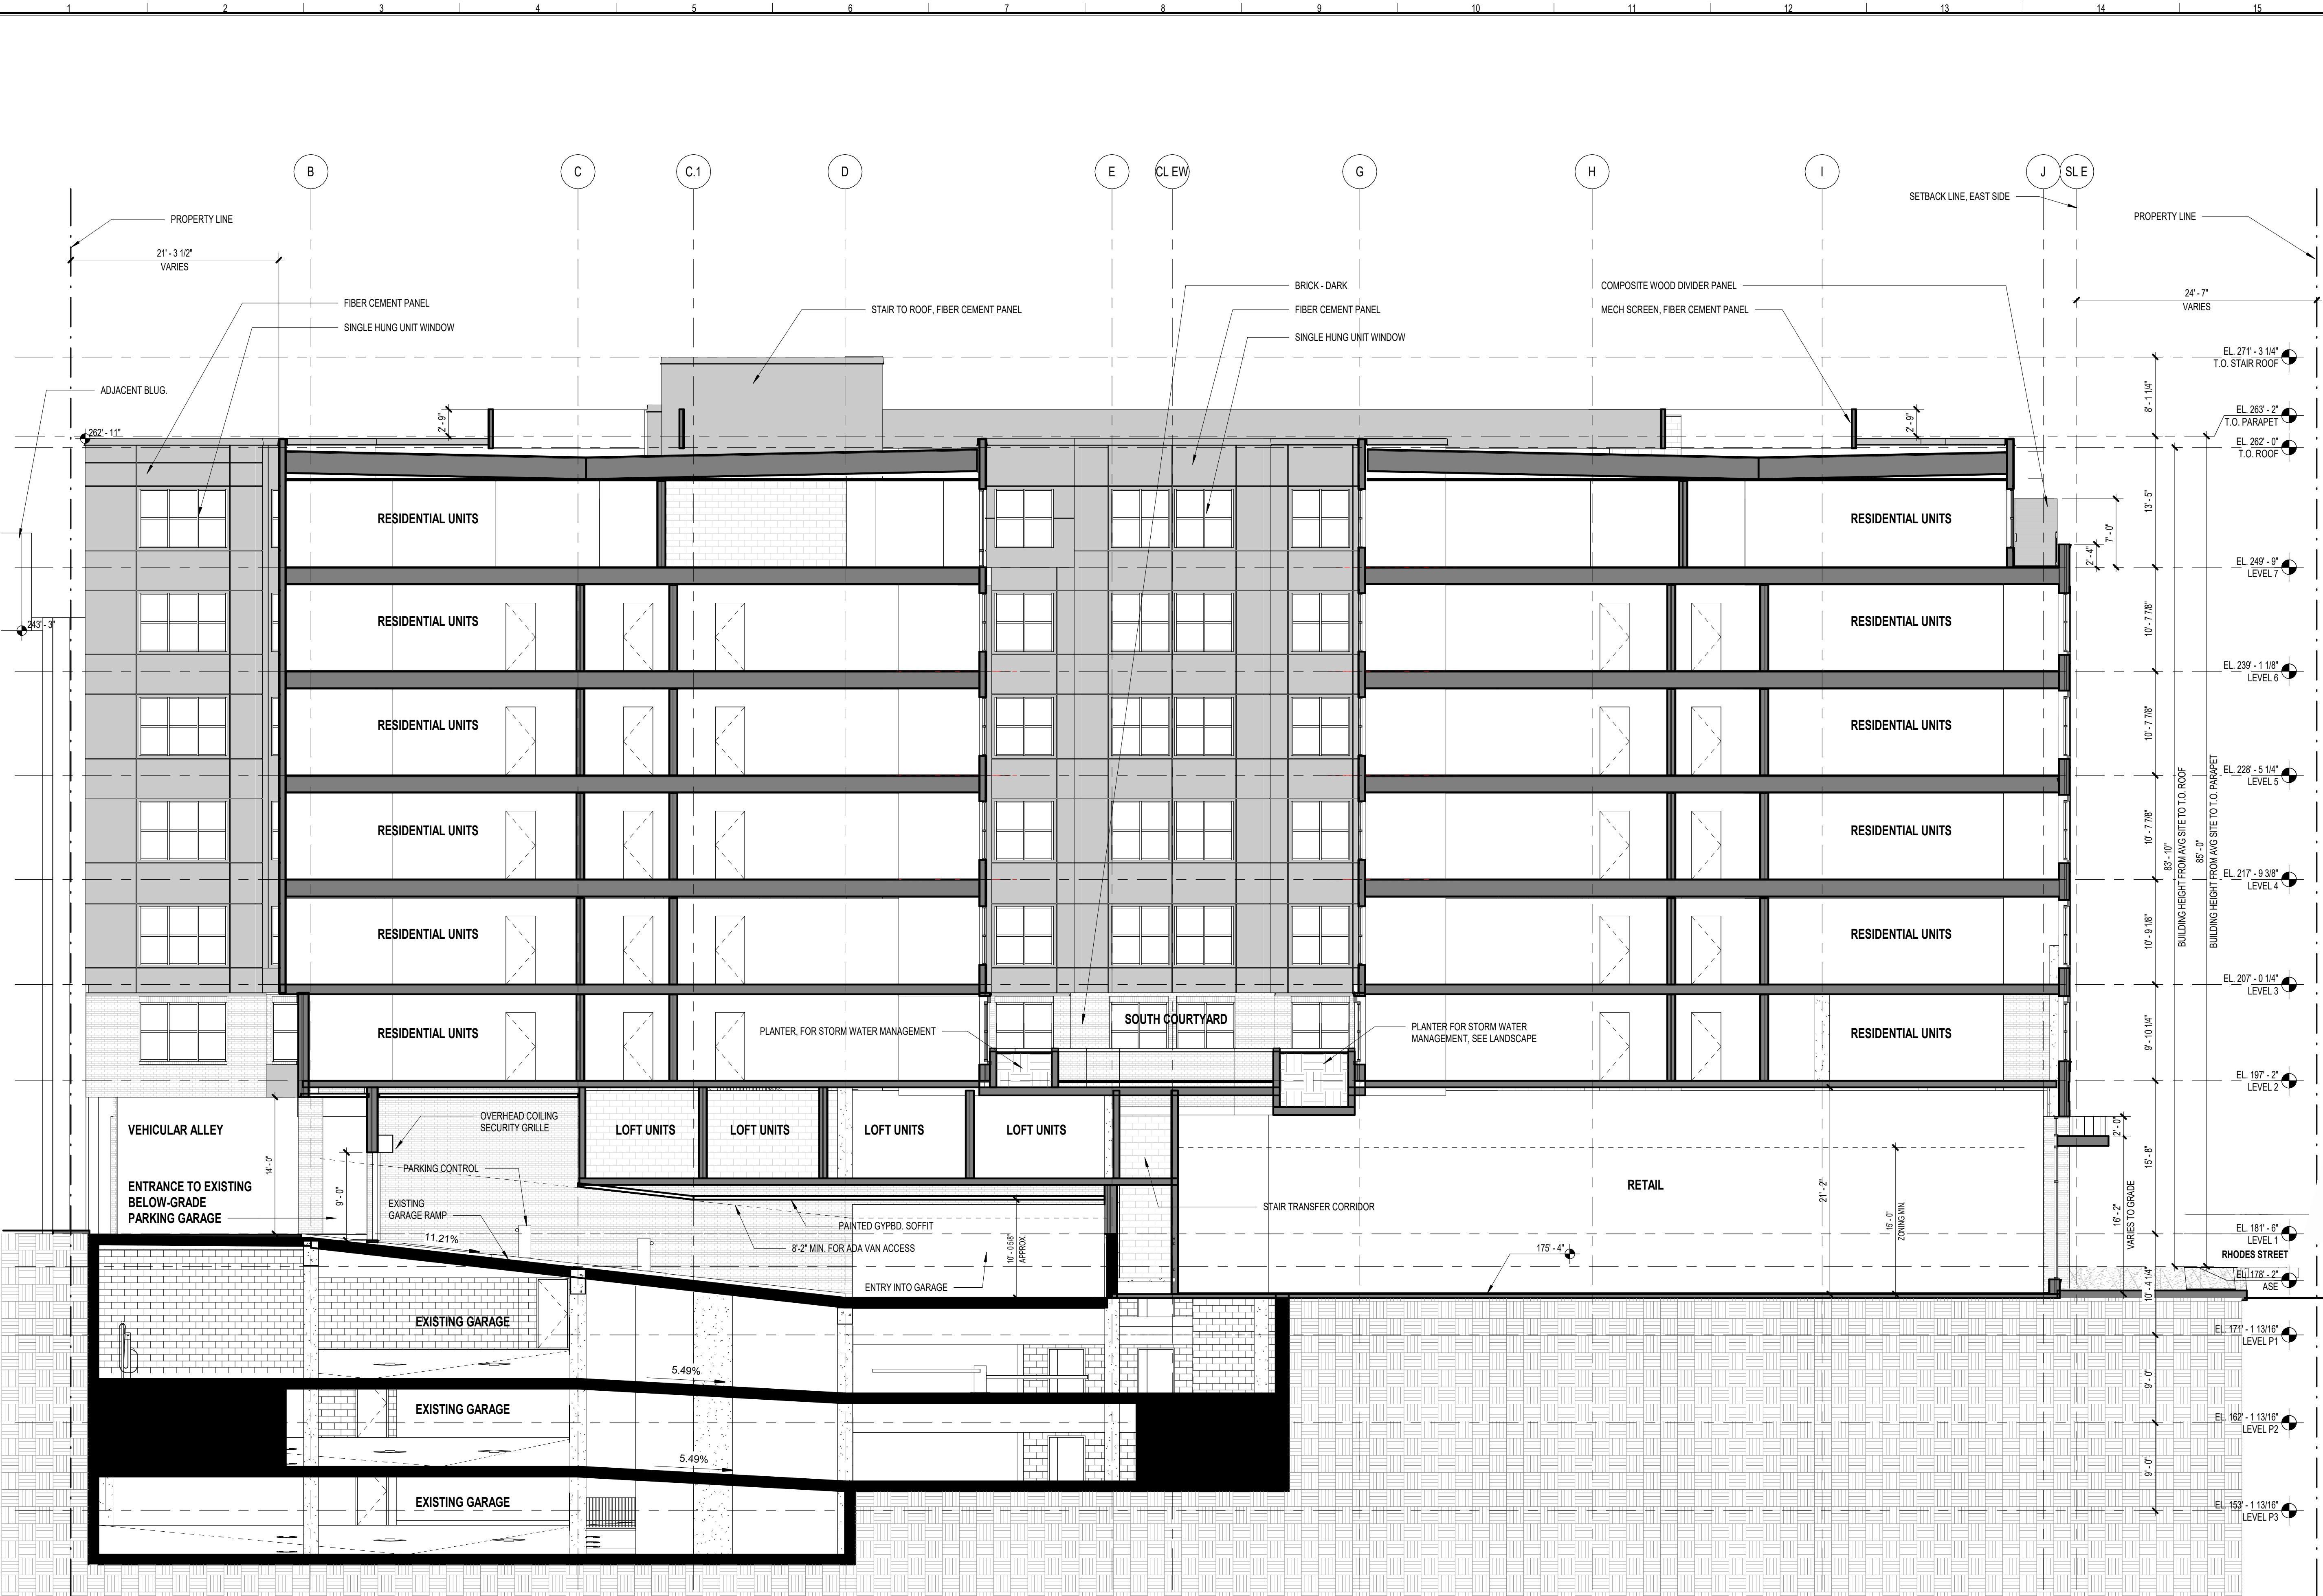 1 2 3 4 5 6 7 8 9 10 11 12 13 14 15
B C C.1 D E CL EW G H I J SL E
SETBACK LINE, EAST SIDE
PROPERTY LINE
PROPERTY LINE
21' - 3 1/2"
VARIES
24' - 7"
VARIES
FIBER CEMENT PANEL
SINGLE HUNG UNIT WINDOW
STAIR TO ROOF, FIBER CEMENT PANEL
BRICK - DARK
FIBER CEMENT PANEL
SINGLE HUNG UNIT WINDOW
COMPOSITE WOOD DIVIDER PANEL
MECH SCREEN, FIBER CEMENT PANEL
ADJACENT BLUG.
262' - 11"
243' - 3"
2' - 9"
2' - 9"
EL. 271' - 3 1/4"
T.O. STAIR ROOF
8' - 1 1/4"
EL. 263' - 2"
T.O. PARAPET
EL. 262' - 0"
T.O. ROOF
13' - 5"
7' - 0"
2' - 4"
EL. 249' - 9"
LEVEL 7
10' - 7 7/8"
EL. 239' - 1 1/8"
LEVEL 6
10' - 7 7/8"
EL. 228' - 5 1/4"
LEVEL 5
10' - 7 7/8"
EL. 217' - 9 3/8"
LEVEL 4
10' - 9 1/8"
EL. 207' - 0 1/4"
LEVEL 3
9' - 10 1/4"
EL. 197' - 2"
LEVEL 2
15' - 8"
EL. 181' - 6"
LEVEL 1
RHODES STREET
EL. 178' - 2"
ASE
10' - 4 1/4"
EL. 171' - 1 13/16"
LEVEL P1
9' - 0"
EL. 162' - 1 13/16"
LEVEL P2
9' - 0"
EL. 153' - 1 13/16"
LEVEL P3
83' - 10"
BUILDING HEIGHT FROM AVG SITE TO T.O. ROOF
85' - 0"
BUILDING HEIGHT FROM AVG SITE TO T.O. PARAPET
2' - 0"
16' - 2"
VARIES TO GRADE
RESIDENTIAL UNITS
RESIDENTIAL UNITS
RESIDENTIAL UNITS
RESIDENTIAL UNITS
RESIDENTIAL UNITS
RESIDENTIAL UNITS
RESIDENTIAL UNITS
RESIDENTIAL UNITS
RESIDENTIAL UNITS
RESIDENTIAL UNITS
RESIDENTIAL UNITS
RESIDENTIAL UNITS
SOUTH COURTYARD
PLANTER, FOR STORM WATER MANAGEMENT
PLANTER FOR STORM WATER
MANAGEMENT, SEE LANDSCAPE
VEHICULAR ALLEY
14' - 0"
ENTRANCE TO EXISTING
BELOW-GRADE
PARKING GARAGE
9' - 0"
OVERHEAD COILING
SECURITY GRILLE
PARKING CONTROL
EXISTING
GARAGE RAMP
11.21%
LOFT UNITS
LOFT UNITS
LOFT UNITS
LOFT UNITS
PAINTED GYPBD. SOFFIT
8'-2" MIN. FOR ADA VAN ACCESS
ENTRY INTO GARAGE
10' - 0 5/8"
APPROX.
STAIR TRANSFER CORRIDOR
RETAIL
175' - 4"
21' - 2"
15' - 0"
ZONING MIN.
EXISTING GARAGE
5.49%
EXISTING GARAGE
5.49%
EXISTING GARAGE